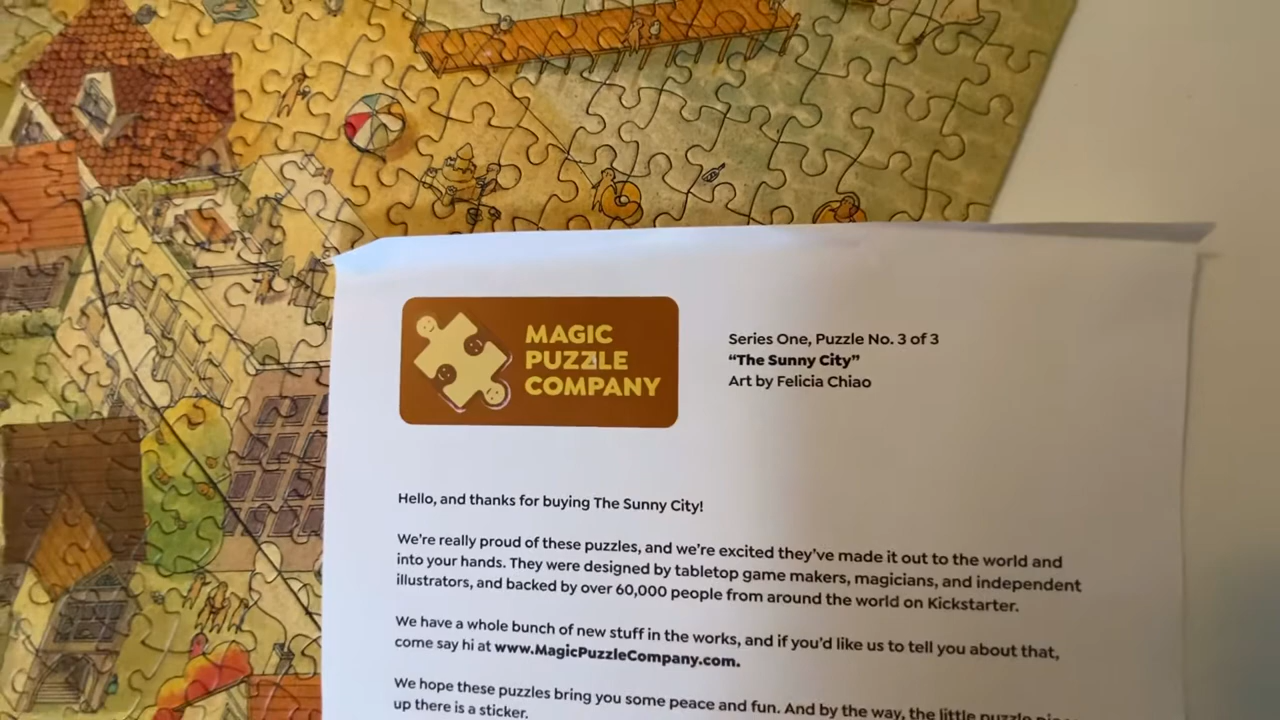 MAGIC
PUZZLE
COMPANY
Series One, Puzzle No. 3 of 3
“The Sunny City”
Art by Felicia Chiao
Hello, and thanks for buying The Sunny City!
We’re really proud of these puzzles, and we’re excited they’ve made it out to the world and
into your hands. They were designed by tabletop game makers, magicians, and independent
illustrators, and backed by over 60,000 people from around the world on Kickstarter.
We have a whole bunch of new stuff in the works, and if you’d like us to tell you about that,
come say hi at www.MagicPuzzleCompany.com.
We hope these puzzles bring you some peace and fun. And by the way, the little puzzle
up there is a sticker.